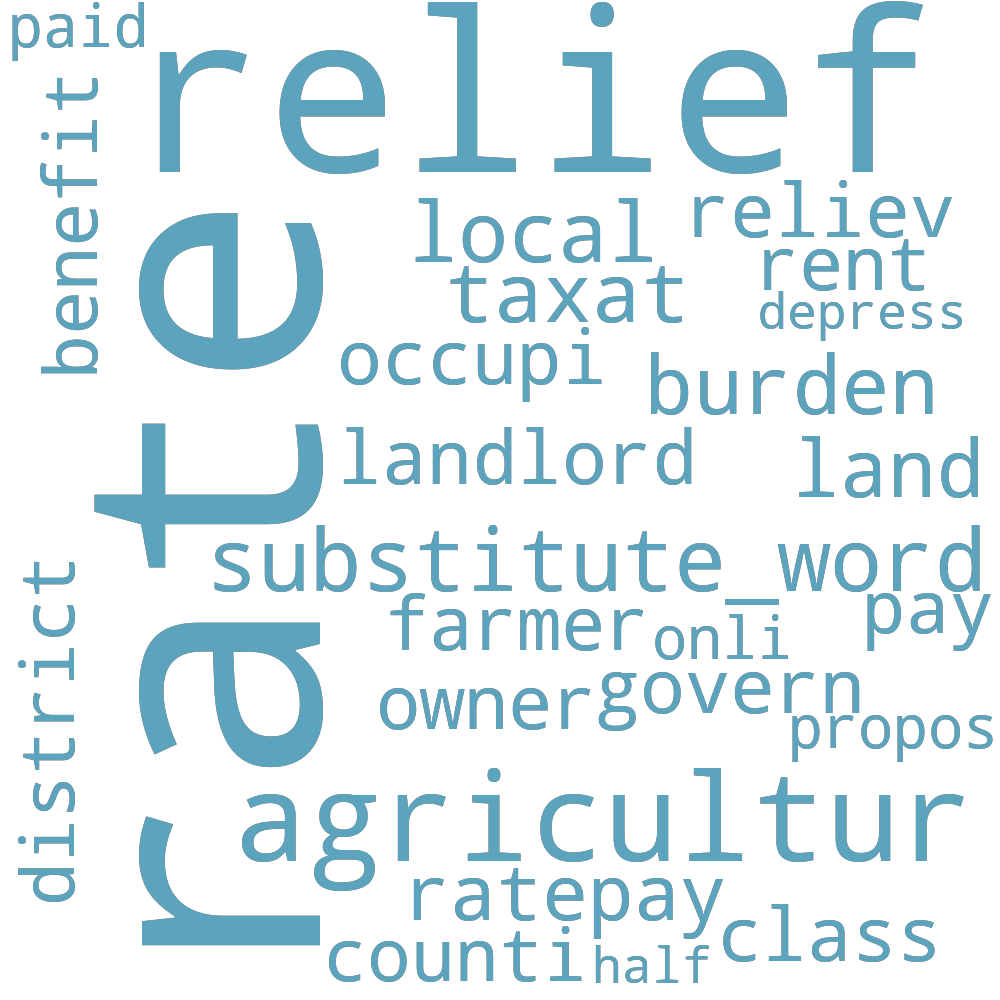 paid
relief
benefit
rate
local
reliev
rent
taxat
depress
occupi
burden
landlord
land
substitute_word
district
farmer
onli
pay
owner
govern
propos
agricultur
ratepay
class
counti
half